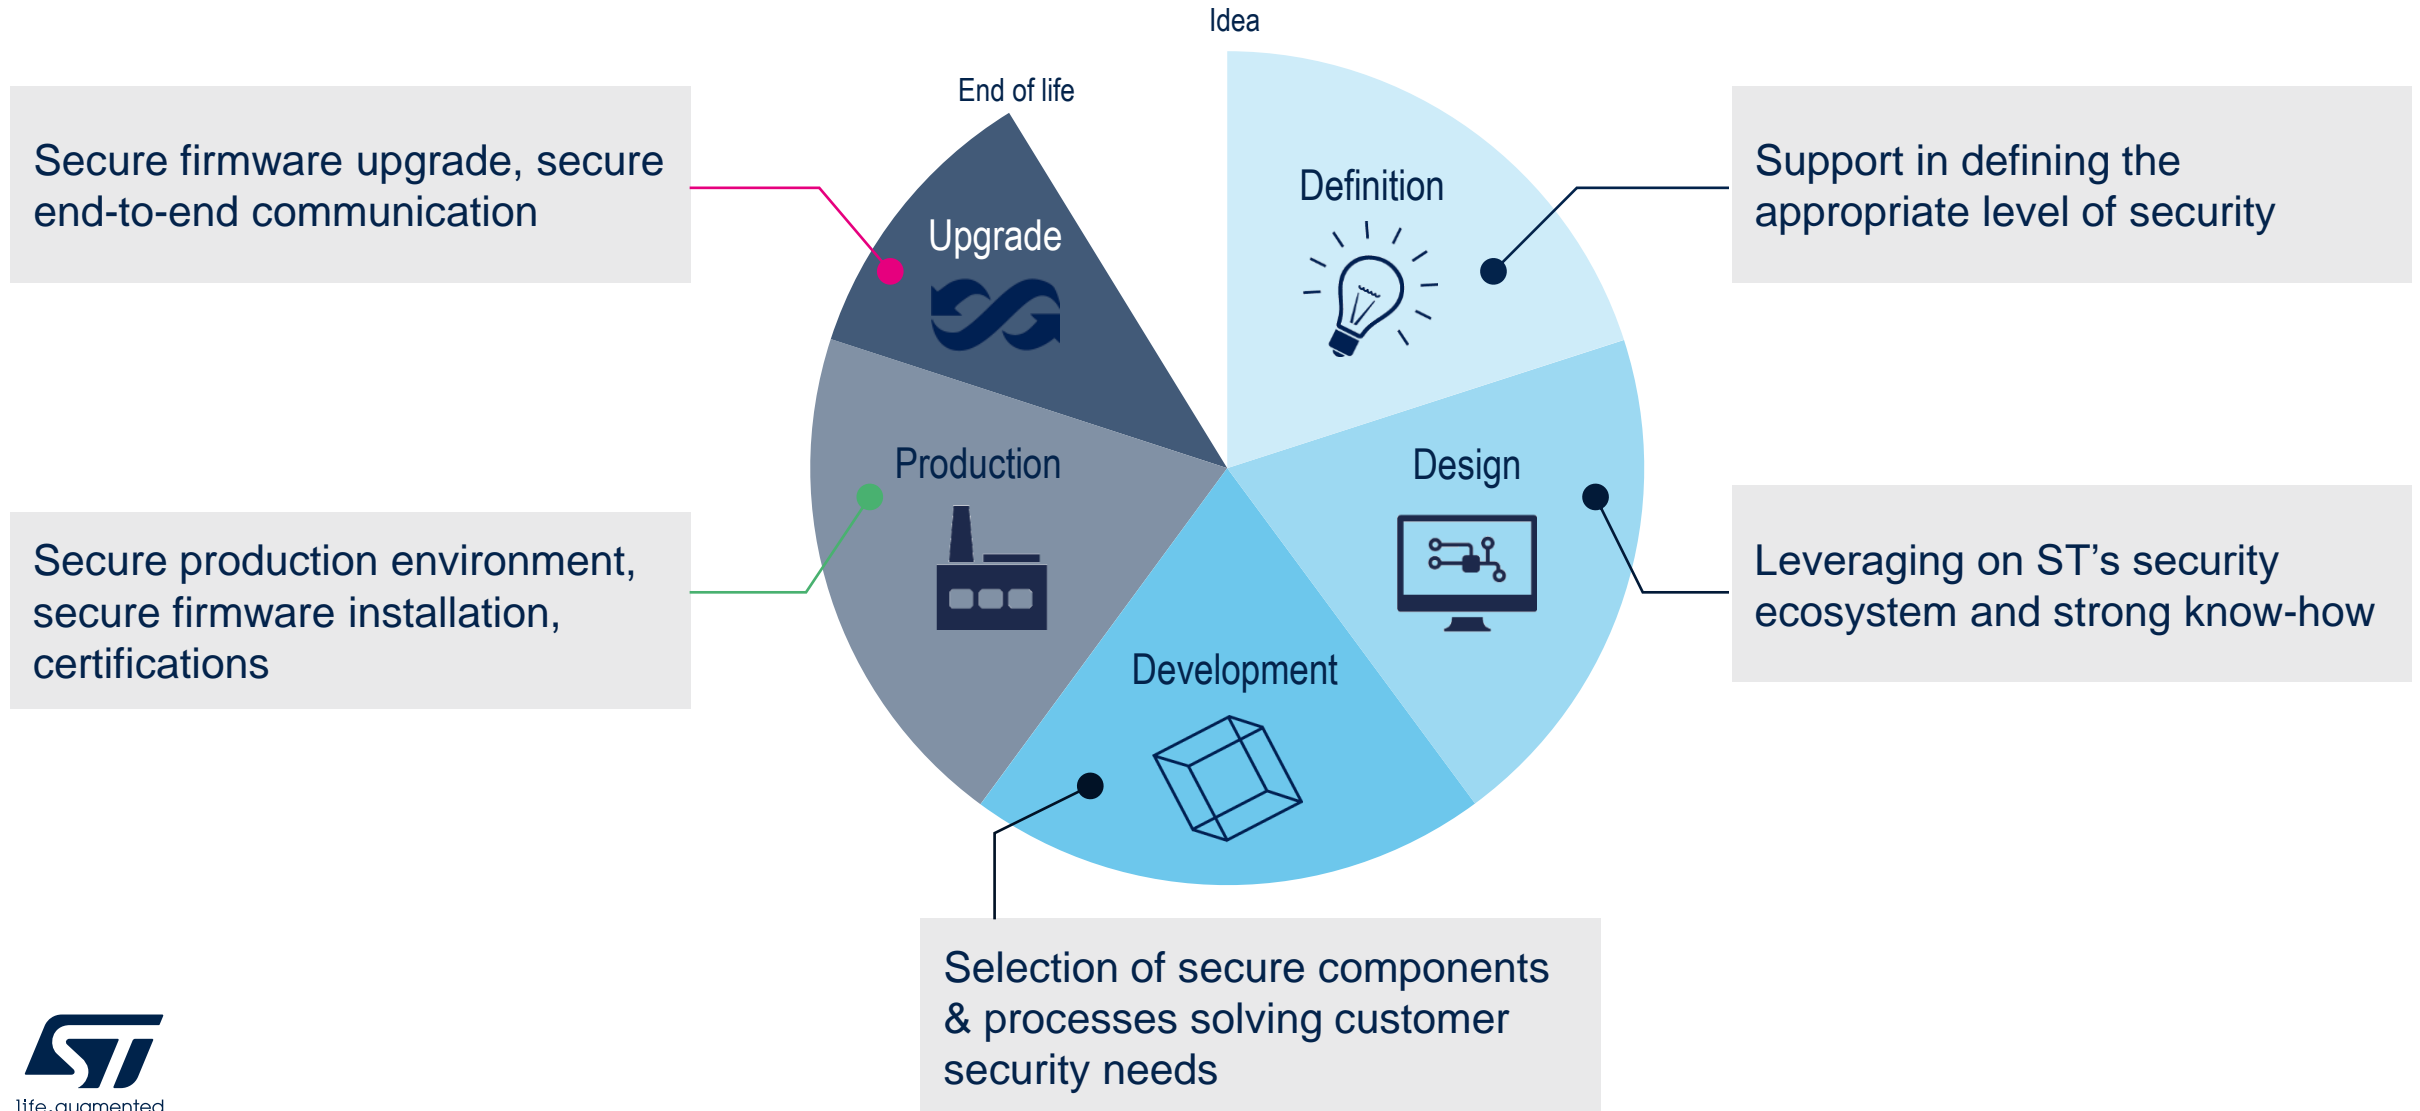 Idea
End of life
Secure firmware upgrade, secure
end-to-end communication
Upgrade
Definition
Support in defining the
appropriate level of security
Production
Design
Secure production environment,
secure firmware installation,
certifications
Leveraging on ST’s security
ecosystem and strong know-how
Development
Selection of secure components
& processes solving customer
security needs
ST
life.augmented